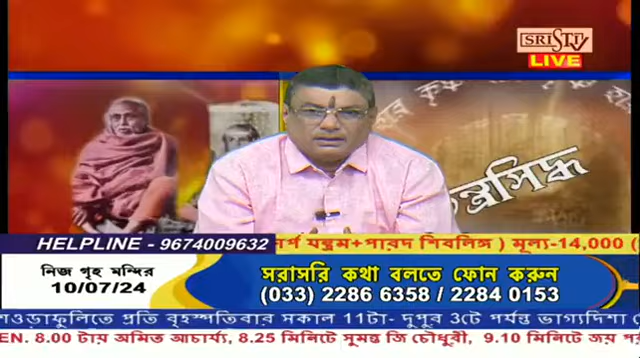 SRISTI TV
LIVE
ন্ত্রসিদ্ধ
HELPLINE - 9674009632
যন্ত্রম+পারদ শিবলিঙ্গ ) মূল্য-14,000 (
নিজ গৃহ মন্দির
10/07/24
সরাসরি কথা বলতে ফোন করুন
(033) 2286 6358 / 2284 0153
প্রতি বৃহস্পতিবার সকাল 11টা- দুপুর 3টে পর্যন্ত ভাগ্যদিশা
EN. 8.00 টায় অমিত আচার্য্য, 8.25 মিনিটে সুমন্ত্র জি চৌধুরী, 9.10 মিনিটে জয়